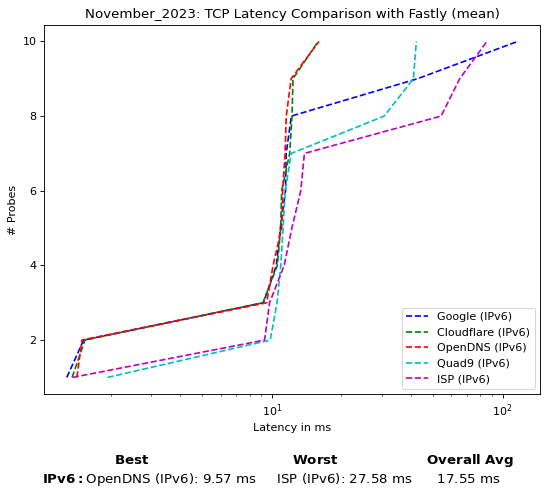 November_2023: TCP Latency Comparison with Fastly (mean)
10
8
6
4
2
# Probes
Google (IPv6)
Cloudflare (IPv6)
OpenDNS (IPv6)
Quad9 (IPv6)
ISP (IPv6)
10¹ 10²
Latency in ms
Best Worst Overall Avg
IPv6: OpenDNS (IPv6): 9.57 ms ISP (IPv6): 27.58 ms 17.55 ms